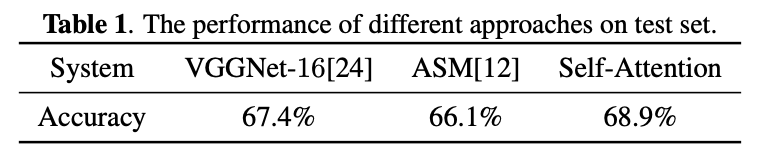 Table 1. The performance of different approaches on test set.
System VGGNet-16[24] ASM[12] Self-Attention
Accuracy 67.4% 66.1% 68.9%